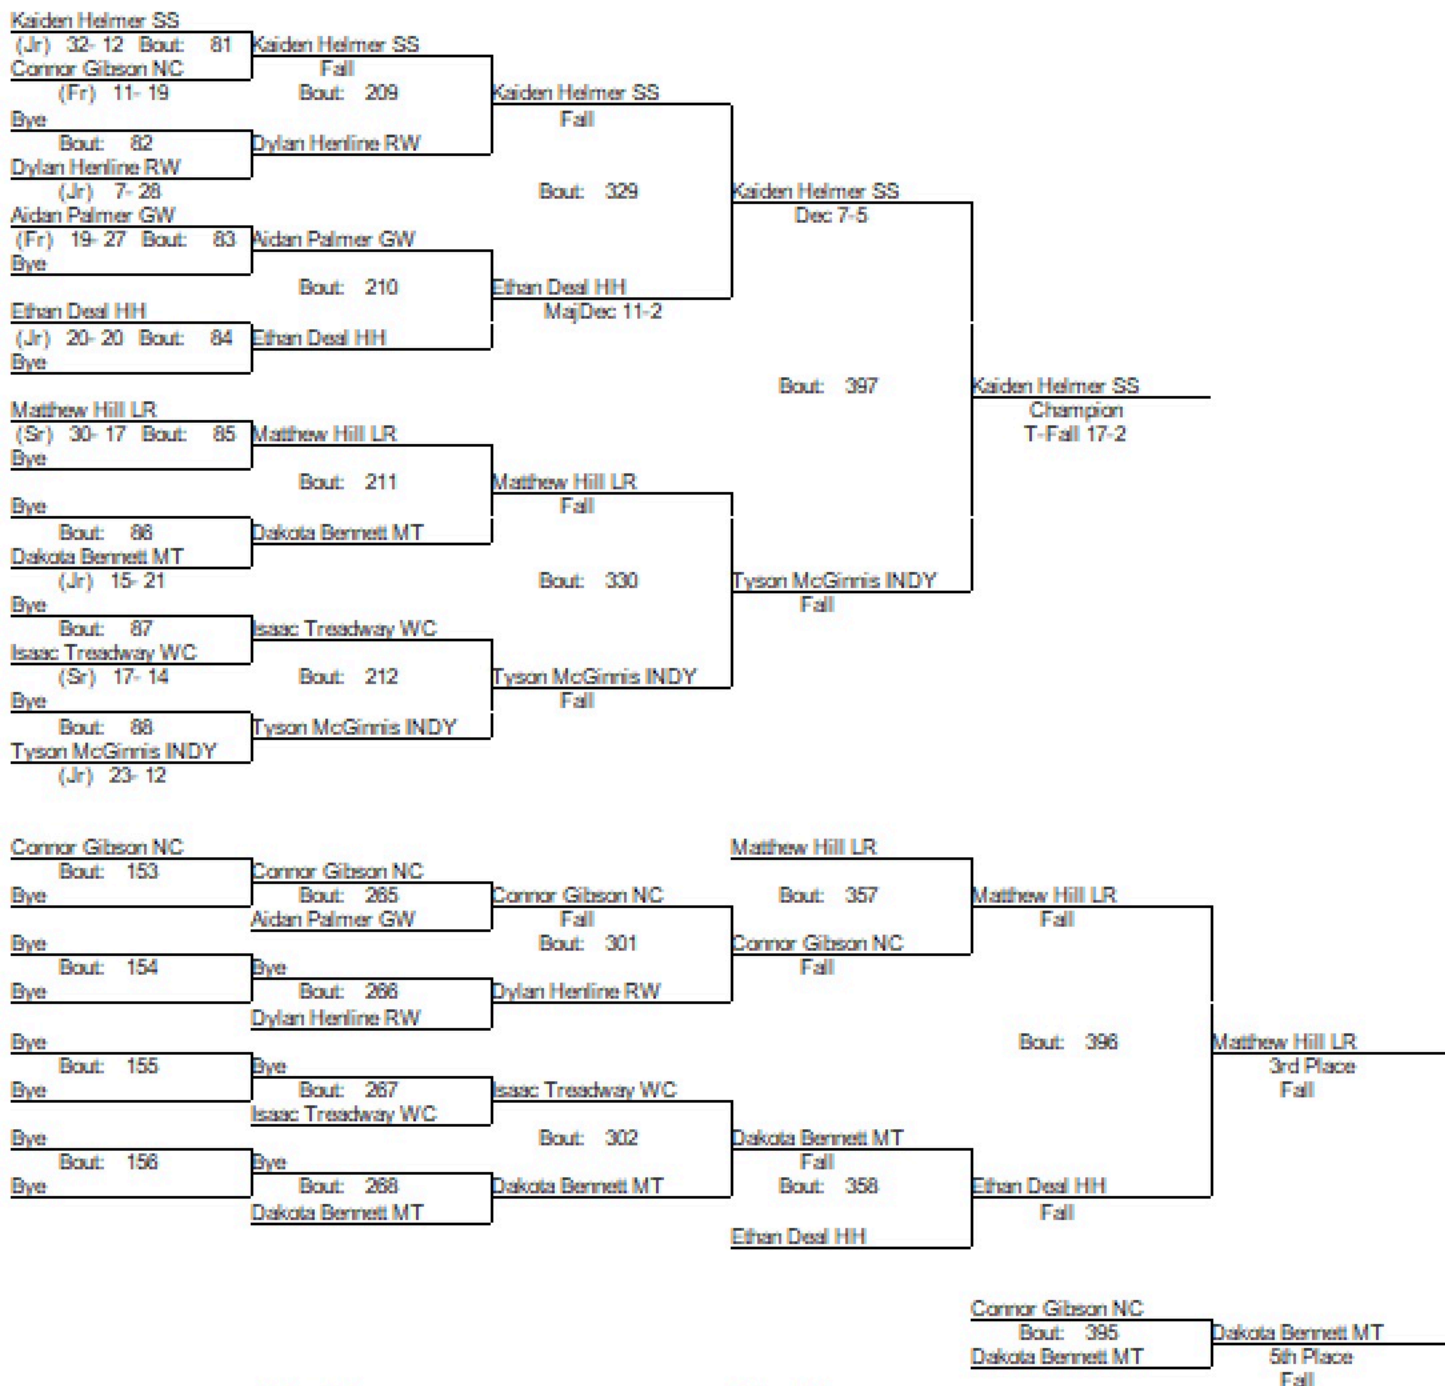 Kaiden Helmer SS
(Jr) 32- 12 Bout: 81 Kaiden Helmer SS
Connor Gibson NC Fall
(Fr) 11- 19 Bout: 209 Kaiden Helmer SS
Bye Fall
Bout: 82 Dylan Henline RW
Dylan Henline RW
(Jr) 7- 28 Bout: 329 Kaiden Helmer SS
Aidan Palmer GW Dec 7-5
(Fr) 19- 27 Bout: 83 Aidan Palmer GW
Bye
Bout: 210 Ethan Deal HH
Ethan Deal HH MajDec 11-2
(Jr) 20- 20 Bout: 84 Ethan Deal HH
Bye
Bout: 397 Kaiden Helmer SS
Matthew Hill LR Champion
(Sr) 30- 17 Bout: 85 Matthew Hill LR T-Fall 17-2
Bye
Bout: 211 Matthew Hill LR
Bye Fall
Bout: 86 Dakota Bennett MT
Dakota Bennett MT
(Jr) 15- 21 Bout: 330 Tyson McGinnis INDY
Bye Fall
Bout: 87 Isaac Treadway WC
Isaac Treadway WC
(Sr) 17- 14 Bout: 212 Tyson McGinnis INDY
Bye Fall
Bout: 88 Tyson McGinnis INDY
Tyson McGinnis INDY
(Jr) 23- 12
Connor Gibson NC Matthew Hill LR
Bout: 153 Connor Gibson NC
Bye Bout: 265 Connor Gibson NC Bout: 357 Matthew Hill LR
Aidan Palmer GW Fall Fall
Bye Bout: 301 Connor Gibson NC
Bout: 154 Bye Fall
Bye Bout: 266 Dylan Henline RW
Dylan Henline RW
Bye Bout: 396 Matthew Hill LR
Bout: 155 Bye 3rd Place
Bye Bout: 267 Isaac Treadway WC Fall
Isaac Treadway WC
Bye Bout: 302 Dakota Bennett MT
Bout: 156 Bye Fall
Bye Bout: 268 Dakota Bennett MT Bout: 358 Ethan Deal HH
Dakota Bennett MT Fall
Ethan Deal HH
Connor Gibson NC
Bout: 395 Dakota Bennett MT
Dakota Bennett MT 5th Place
Fall